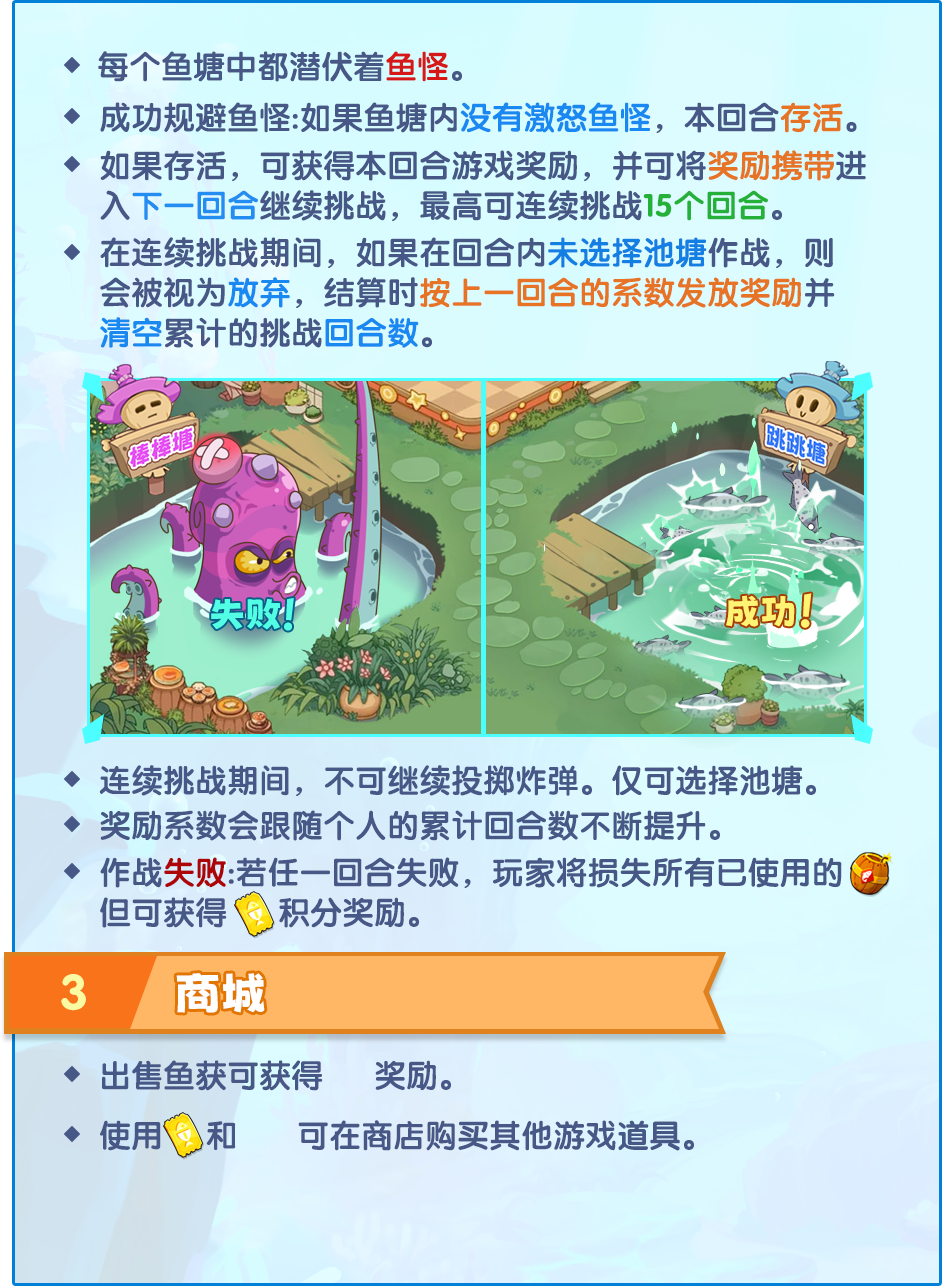 每个鱼塘中都潜伏着鱼怪。
成功规避鱼怪:如果鱼塘内没有激怒鱼怪，本回合存活。
如果存活，可获得本回合游戏奖励，并可将奖励携带进
入下一回合继续挑战，最高可连续挑战15个回合。
在连续挑战期间，如果在回合内未选择池塘作战，则
会被视为放弃，结算时按上一回合的系数发放奖励并
清空累计的挑战回合数。
棒棒塘
跳跳塘
失败!
成功!
连续挑战期间，不可继续投掷炸弹。仅可选择池塘。
奖励系数会跟随个人的累计回合数不断提升。
作战失败:若任一回合失败，玩家将损失所有已使用的
但可获得 积分奖励。
3 商城
出售鱼获可获得 奖励。
使用 和 可在商店购买其他游戏道具。